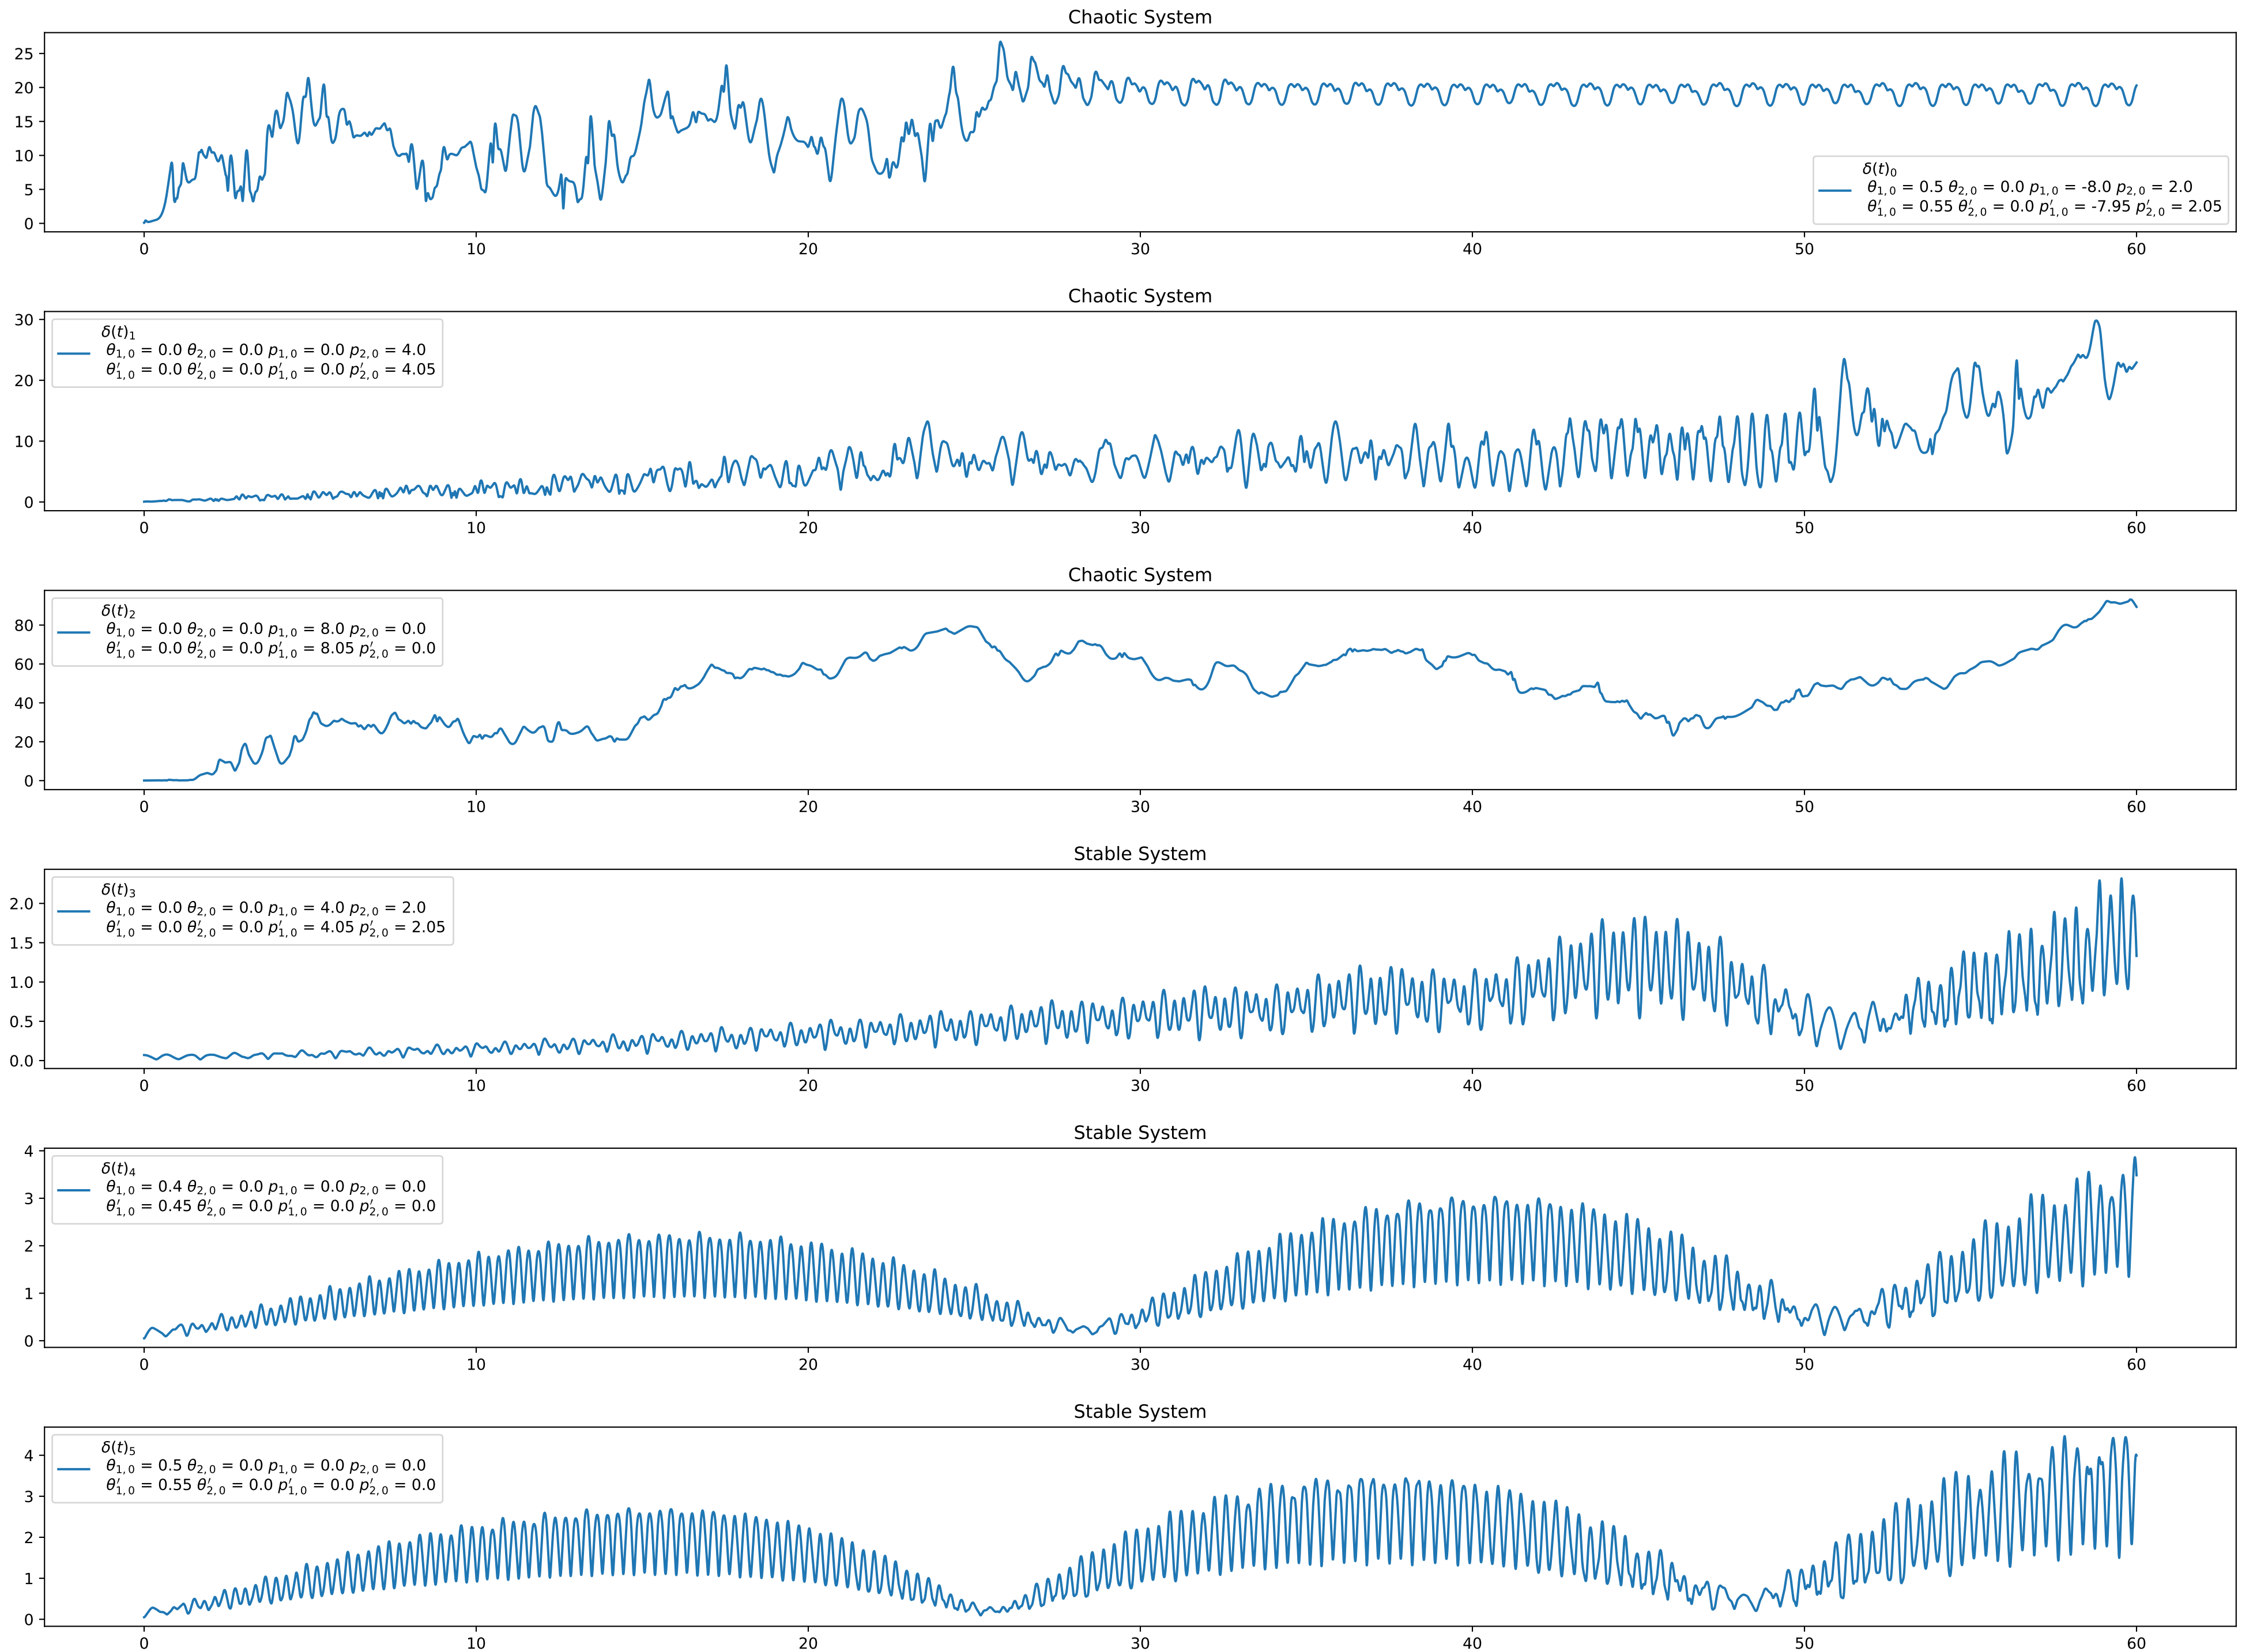 Chaotic System
25
20
15
10
5
0
δ(t)₀
θ₁,₀ = 0.5 θ₂,₀ = 0.0 p₁,₀ = -8.0 p₂,₀ = 2.0
θ′₁,₀ = 0.55 θ′₂,₀ = 0.0 p′₁,₀ = -7.95 p′₂,₀ = 2.05
0 10 20 30 40 50 60
Chaotic System
30
20
10
0
δ(t)₁
θ₁,₀ = 0.0 θ₂,₀ = 0.0 p₁,₀ = 0.0 p₂,₀ = 4.0
θ′₁,₀ = 0.0 θ′₂,₀ = 0.0 p′₁,₀ = 0.0 p′₂,₀ = 4.05
0 10 20 30 40 50 60
Chaotic System
80
60
40
20
0
δ(t)₂
θ₁,₀ = 0.0 θ₂,₀ = 0.0 p₁,₀ = 8.0 p₂,₀ = 0.0
θ′₁,₀ = 0.0 θ′₂,₀ = 0.0 p′₁,₀ = 8.05 p′₂,₀ = 0.0
0 10 20 30 40 50 60
Stable System
2.0
1.5
1.0
0.5
0.0
δ(t)₃
θ₁,₀ = 0.0 θ₂,₀ = 0.0 p₁,₀ = 4.0 p₂,₀ = 2.0
θ′₁,₀ = 0.0 θ′₂,₀ = 0.0 p′₁,₀ = 4.05 p′₂,₀ = 2.05
0 10 20 30 40 50 60
Stable System
4
3
2
1
0
δ(t)₄
θ₁,₀ = 0.4 θ₂,₀ = 0.0 p₁,₀ = 0.0 p₂,₀ = 0.0
θ′₁,₀ = 0.45 θ′₂,₀ = 0.0 p′₁,₀ = 0.0 p′₂,₀ = 0.0
0 10 20 30 40 50 60
Stable System
4
3
2
1
0
δ(t)₅
θ₁,₀ = 0.5 θ₂,₀ = 0.0 p₁,₀ = 0.0 p₂,₀ = 0.0
θ′₁,₀ = 0.55 θ′₂,₀ = 0.0 p′₁,₀ = 0.0 p′₂,₀ = 0.0
0 10 20 30 40 50 60